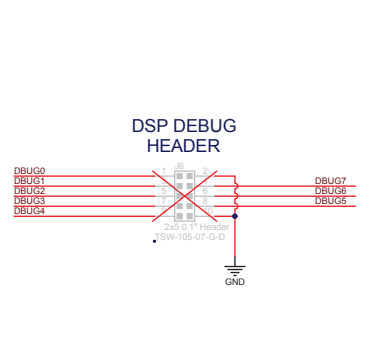 DSP DEBUG
HEADER
J6
DBUG0 1 2
DBUG1 DBUG7
DBUG2 5 6 DBUG6
DBUG3 7 8 DBUG5
DBUG4 10
2x5 0.1" Header
TSW-105-07-G-D
GND